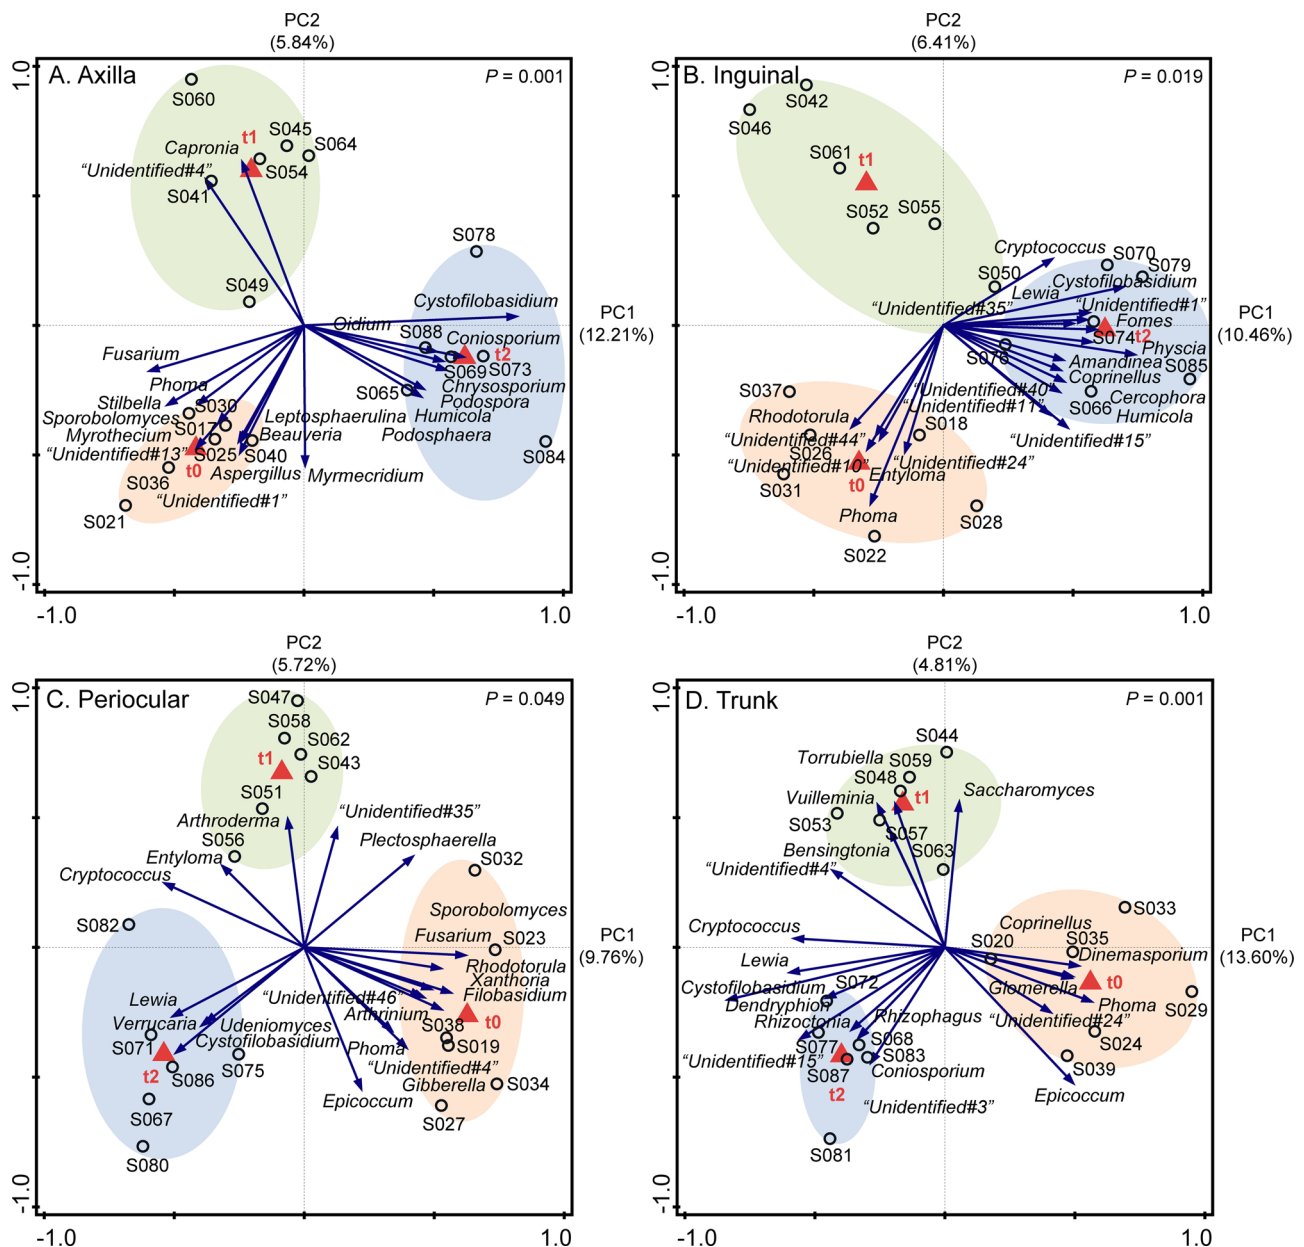 PC2
(5.84%)
PC2
(6.41%)
A. Axilla
P = 0.001
1.0
S060
S045
t1
S064
Capronia
S054
“Unidentified#4”
S041
S049
S078
Cystofilobasidium
Oidium
S088
Coniosporium
PC1
(12.21%)
Fusarium
t2
S069
S073
Phoma
S065
Chrysosporium
Podospora
Stilbella
S030
Sporobolomyces
S017
Leptosphaerulina
Humicola
Myrothecium
Beauveria
Podosphaera
“Unidentified#13”
S025
S040
S084
t0
Aspergillus
Myrmecridium
S036
“Unidentified#1”
S021
-1.0
-1.0
1.0
B. Inguinal
P = 0.019
1.0
S042
S046
S061
t1
S052
S055
Cryptococcus
S070
S079
S050
Cystofilobasidium
Lewia
“Unidentified#35”
“Unidentified#1”
Fomes
PC1
(10.46%)
S074
t2
S076
Physcia
Amandinea
S085
Coprinellus
S037
“Unidentified#40”
Cercophora
“Unidentified#11”
S066
Rhodotorula
Humicola
S018
“Unidentified#44”
“Unidentified#15”
S026
“Unidentified#10”
“Unidentified#24”
S031
t0
Entyloma
Phoma
S028
S022
-1.0
-1.0
1.0
PC2
(5.72%)
PC2
(4.81%)
C. Periocular
P = 0.049
1.0
S047
S058
S062
t1
S043
S051
Arthroderma
“Unidentified#35”
S056
Plectosphaerella
Entyloma
S032
Cryptococcus
Sporobolomyces
S082
Fusarium
S023
PC1
(9.76%)
Rhodotorula
Xanthoria
Lewia
“Unidentified#46”
Filobasidium
Arthrinium
t0
Verrucaria
Udeniomyces
S038
S071
Cystofilobasidium
Phoma
S019
t2
S086
S075
“Unidentified#4”
Gibberella
S034
Epicoccum
S067
S027
S080
-1.0
-1.0
1.0
D. Trunk
P = 0.001
1.0
S044
Torrubiella
S059
S048
Saccharomyces
Vuilleminia
t1
S053
S057
Bensingtonia
S063
“Unidentified#4”
S033
Cryptococcus
Coprinellus
S020
S035
PC1
(13.60%)
Dinemasporium
Lewia
S072
Glomerella
t0
Cystofilobasidium
Dendryphion
Phoma
S029
Rhizoctonia
Rhizophagus
“Unidentified#24”
S077
S068
S024
“Unidentified#15”
S083
S039
S087
Coniosporium
t2
“Unidentified#3”
Epicoccum
S081
-1.0
-1.0
1.0